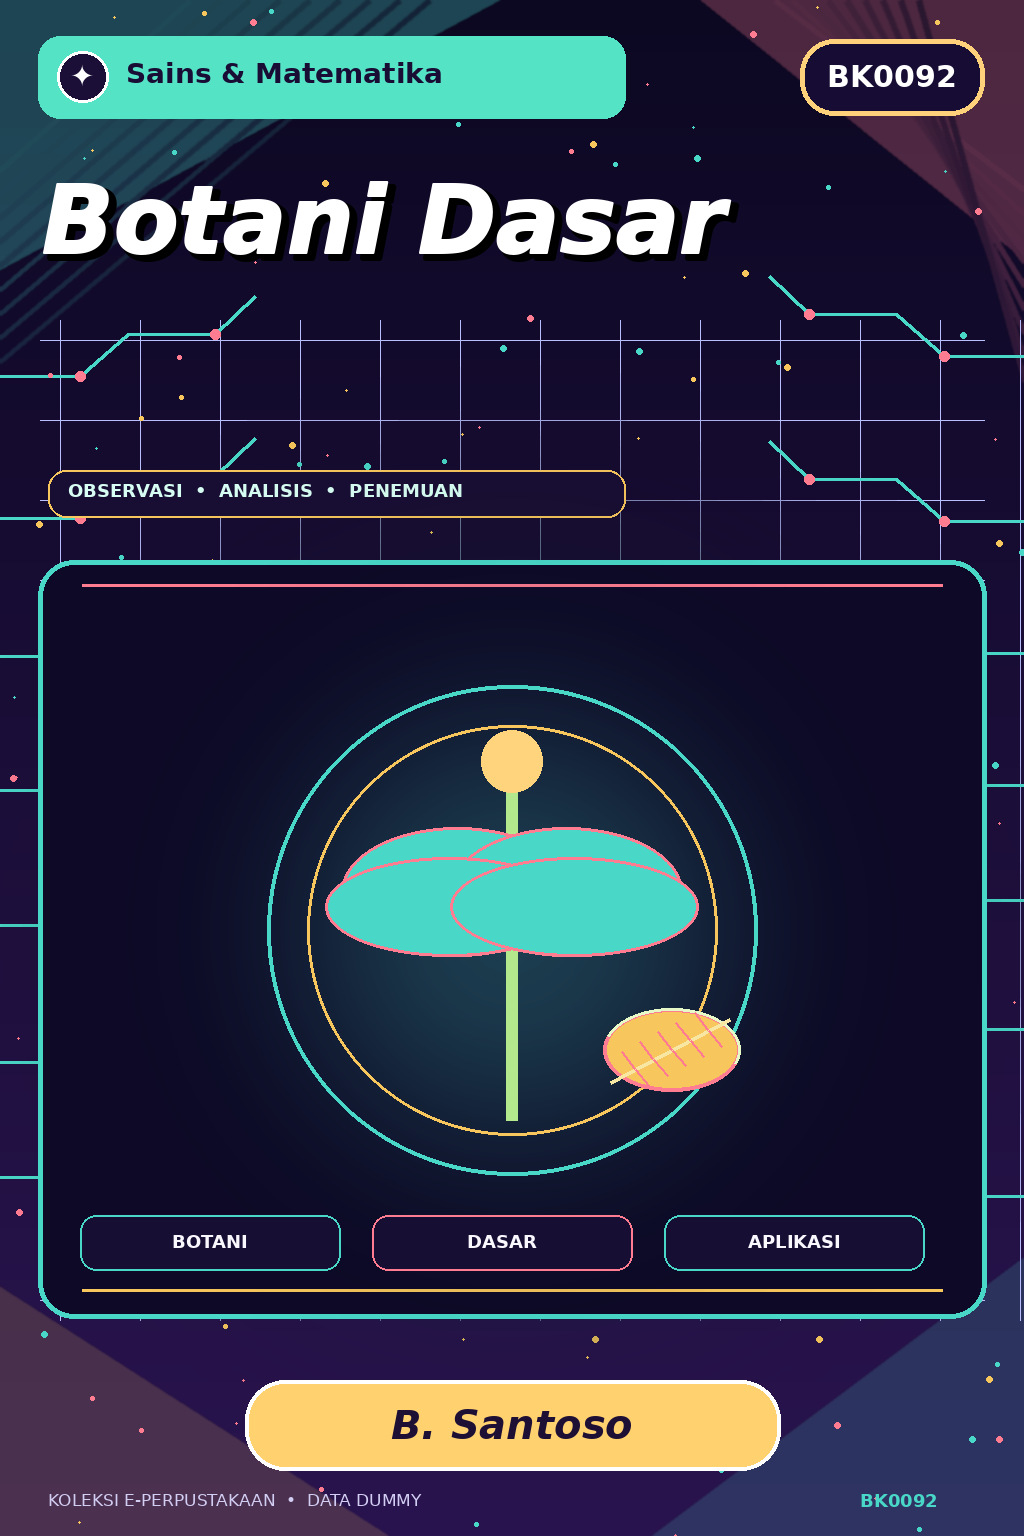 Sains & Matematika
BK0092
Botani Dasar
OBSERVASI • ANALISIS • PENEMUAN
BOTANI
DASAR
APLIKASI
B. Santoso
KOLEKSI E-PERPUSTAKAAN • DATA DUMMY
BK0092